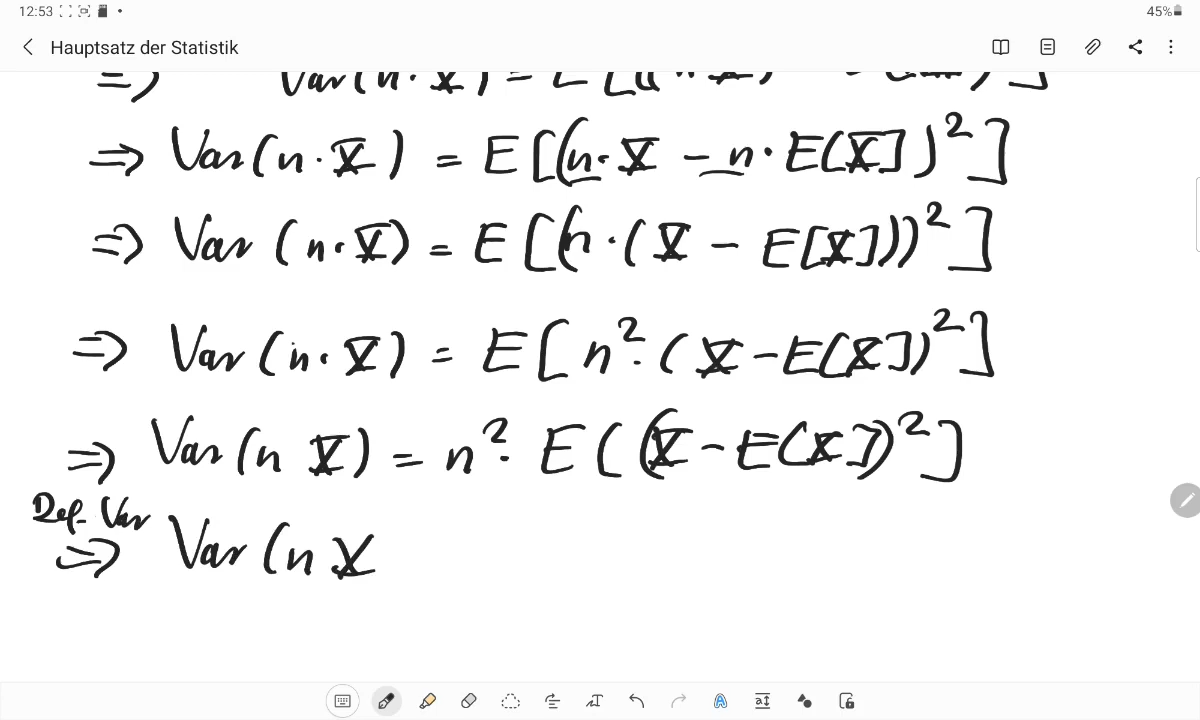 12:53 45%
Hauptsatz der Statistik
⇒ Var(n·X) = E[((n·X)
⇒ Var(n·X) = E[(n·X − n·E[X])²]
⇒ Var(n·X) = E[(n·(X − E[X]))²]
⇒ Var(n·X) = E[n²·(X − E[X])²]
⇒ Var(n X) = n²· E[(X − E[X])²]
Def. Var
⇒ Var(n X